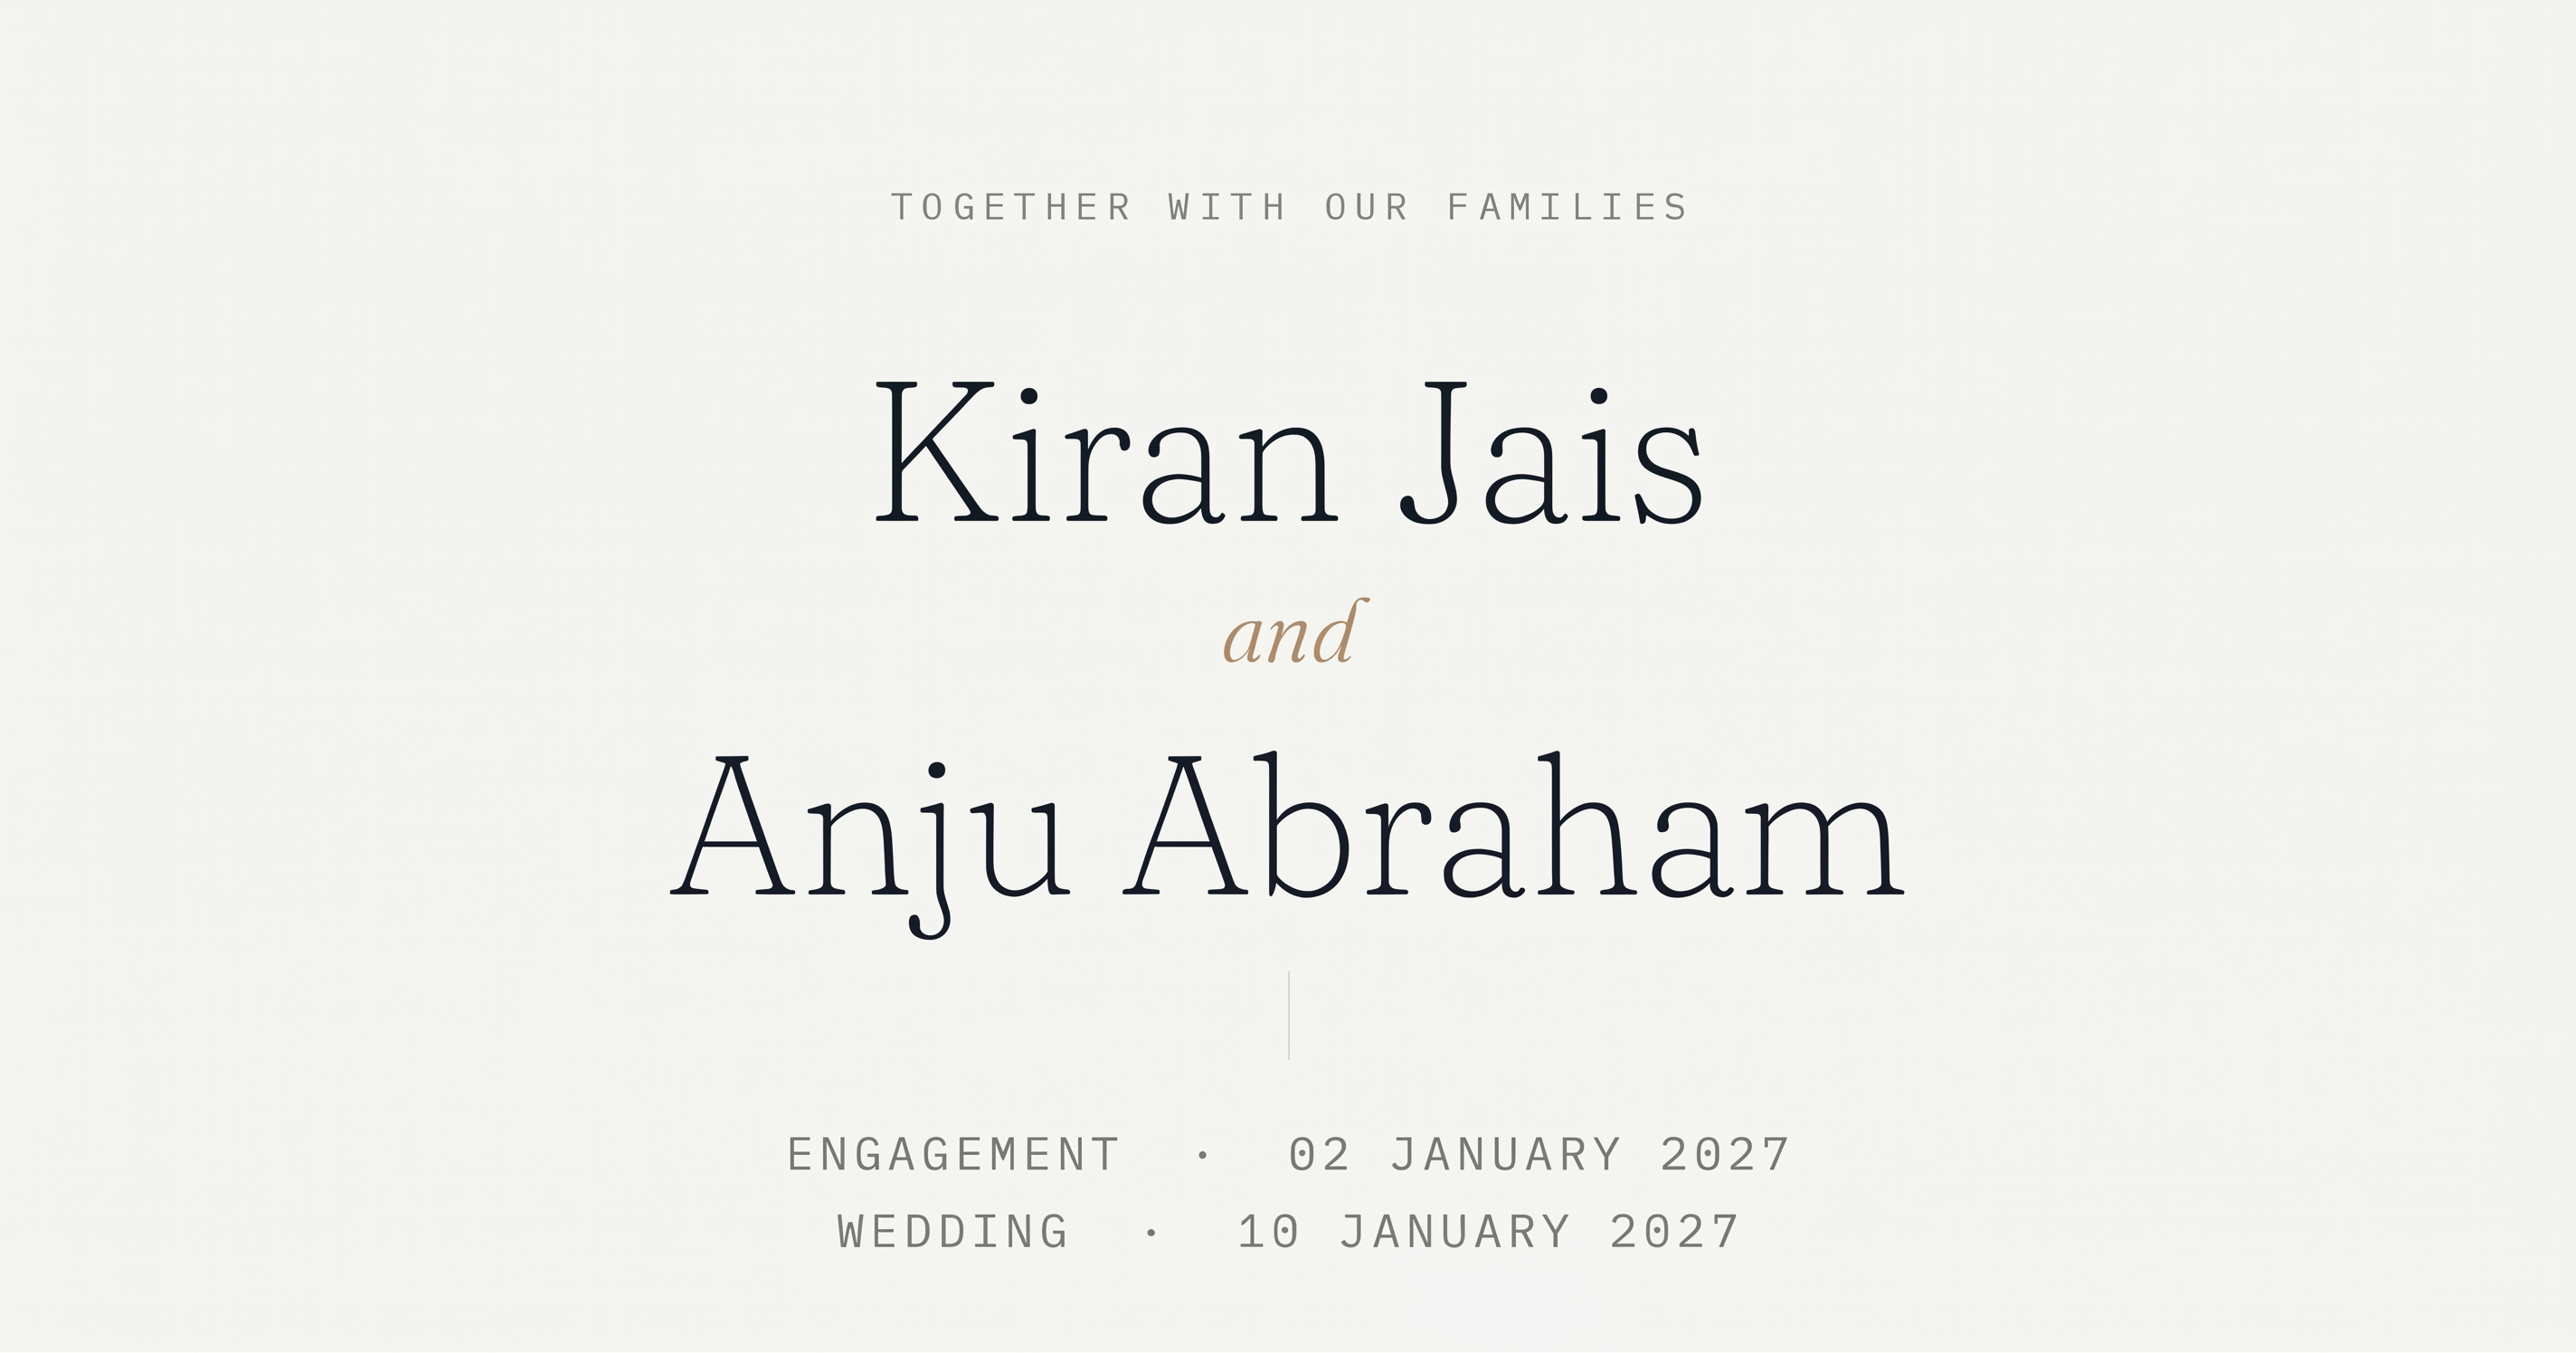 TOGETHER WITH OUR FAMILIES
Kiran Jais
and
Anju Abraham
ENGAGEMENT · 02 JANUARY 2027
WEDDING · 10 JANUARY 2027